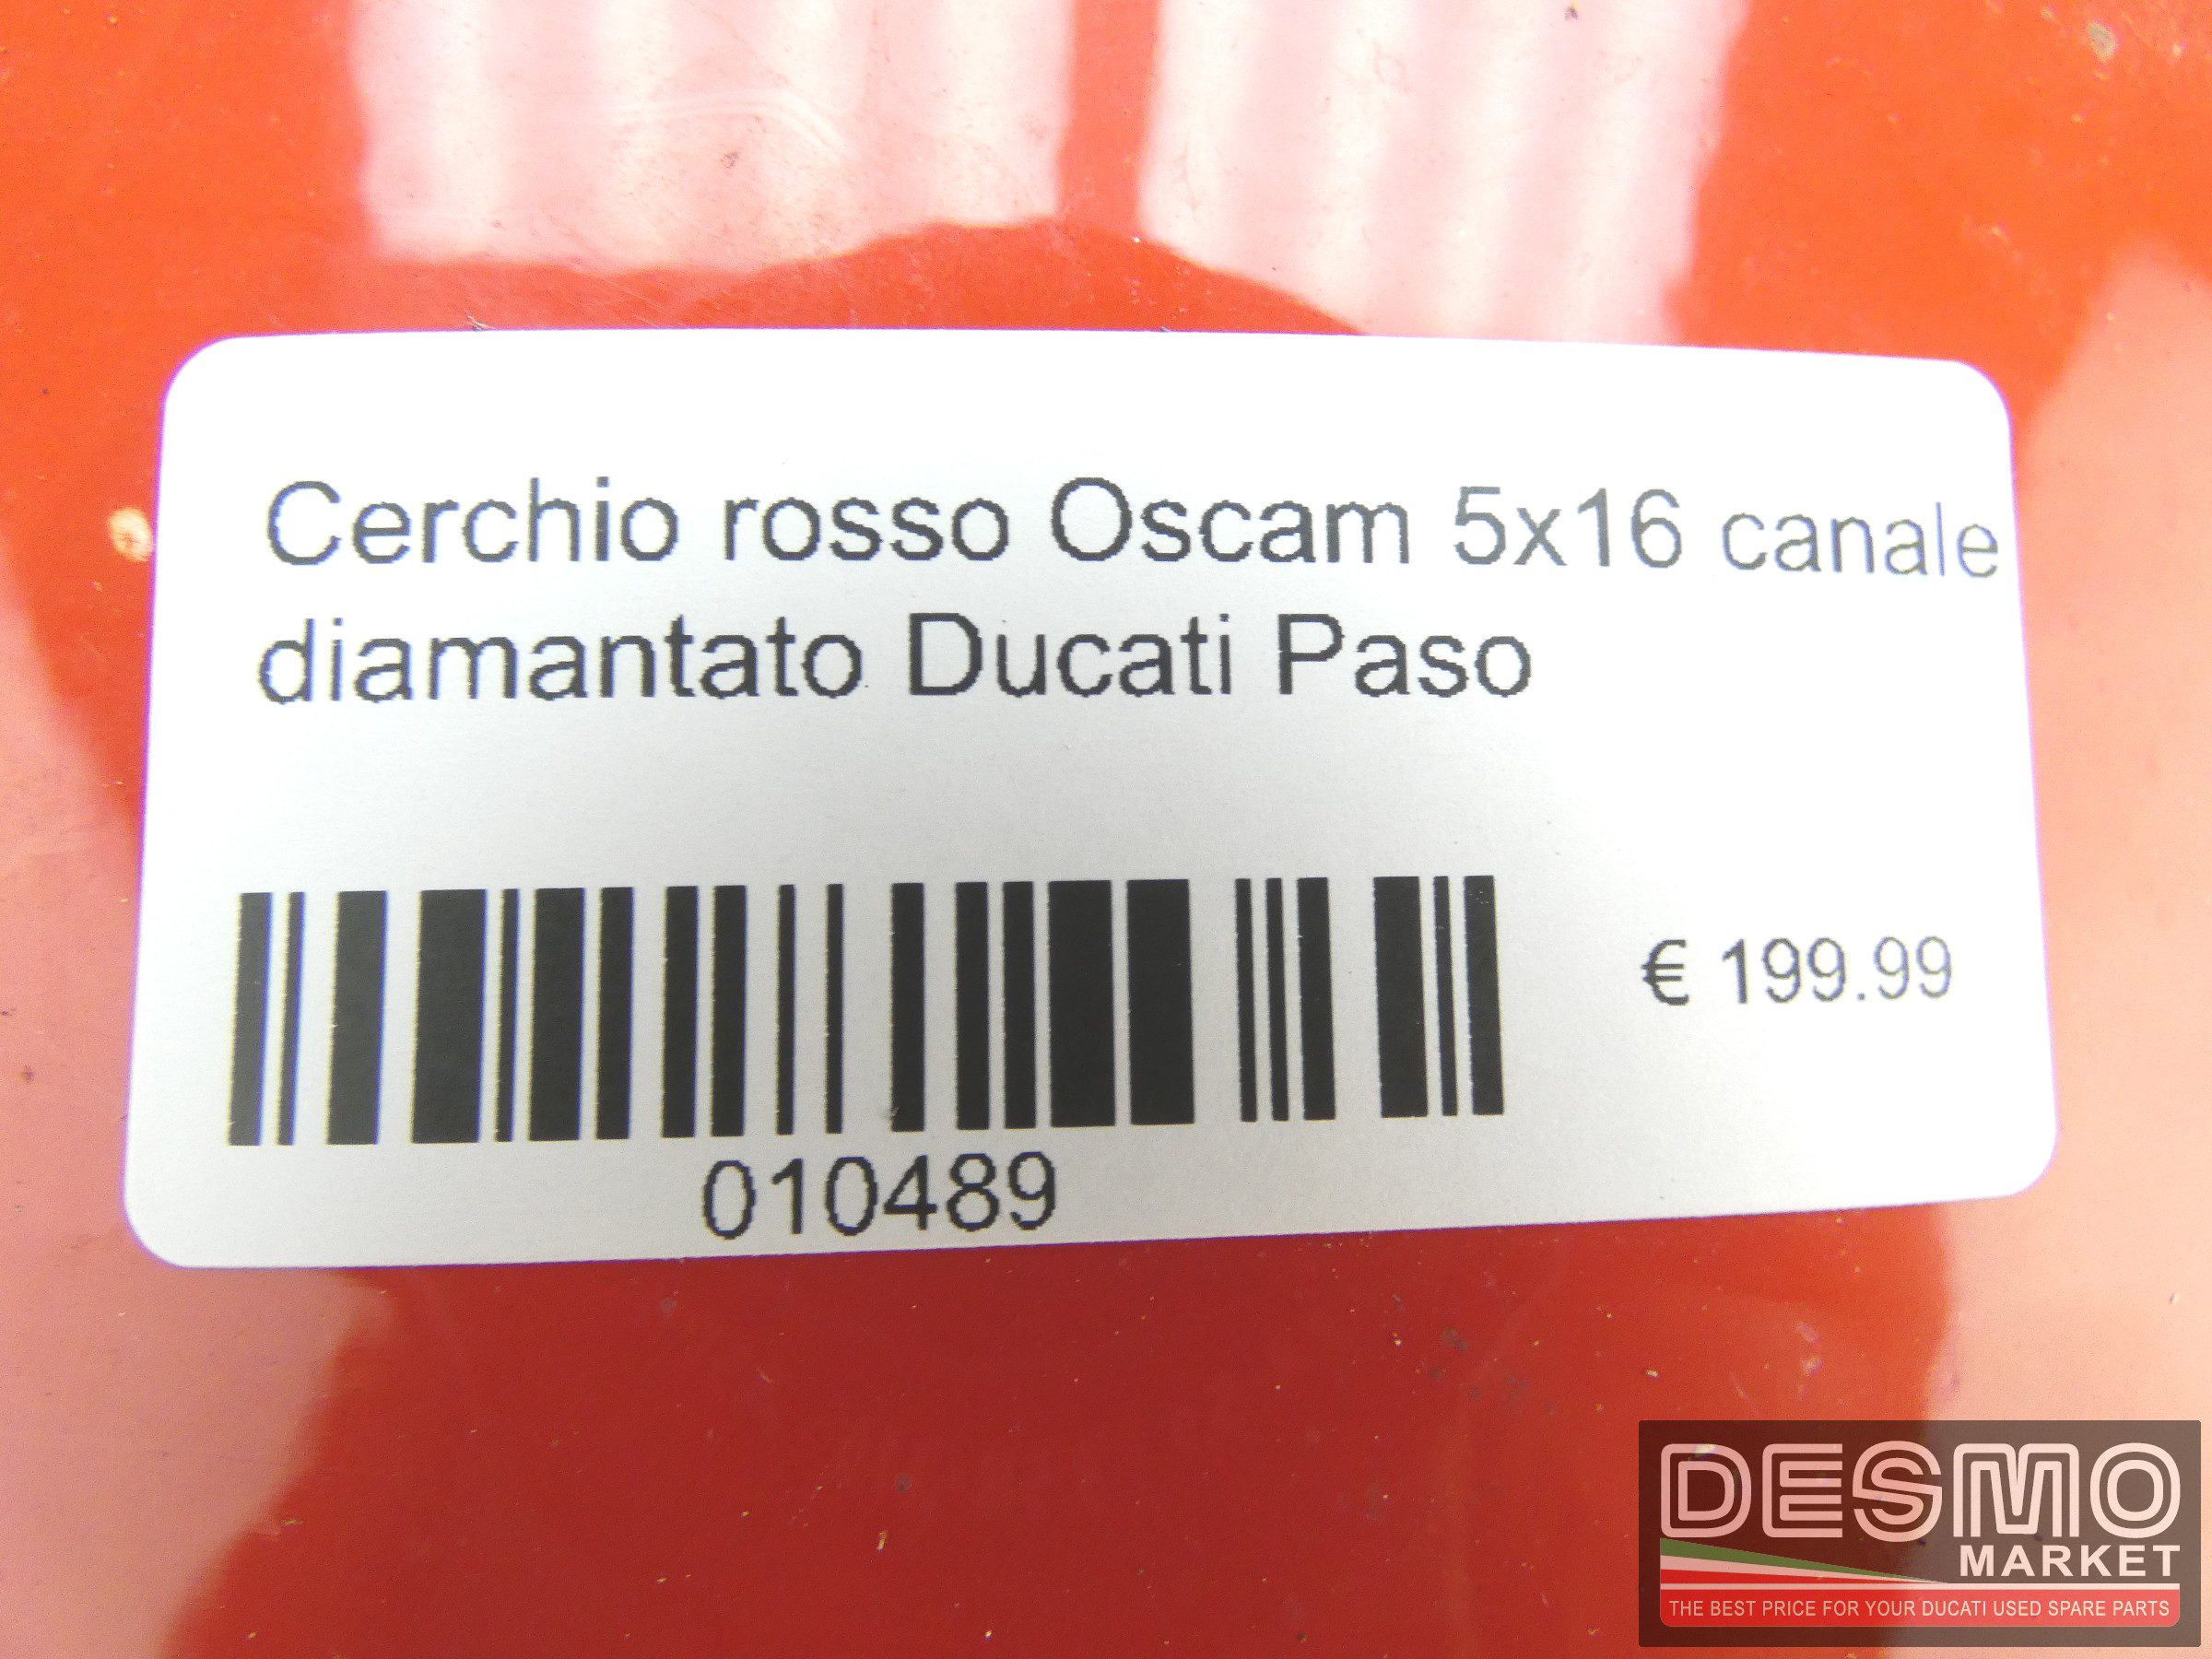 Cerchio rosso Oscam 5x16 canale
diamantato Ducati Paso
€ 199.99
010489
DESMO
MARKET
THE BEST PRICE FOR YOUR DUCATI USED SPARE PARTS